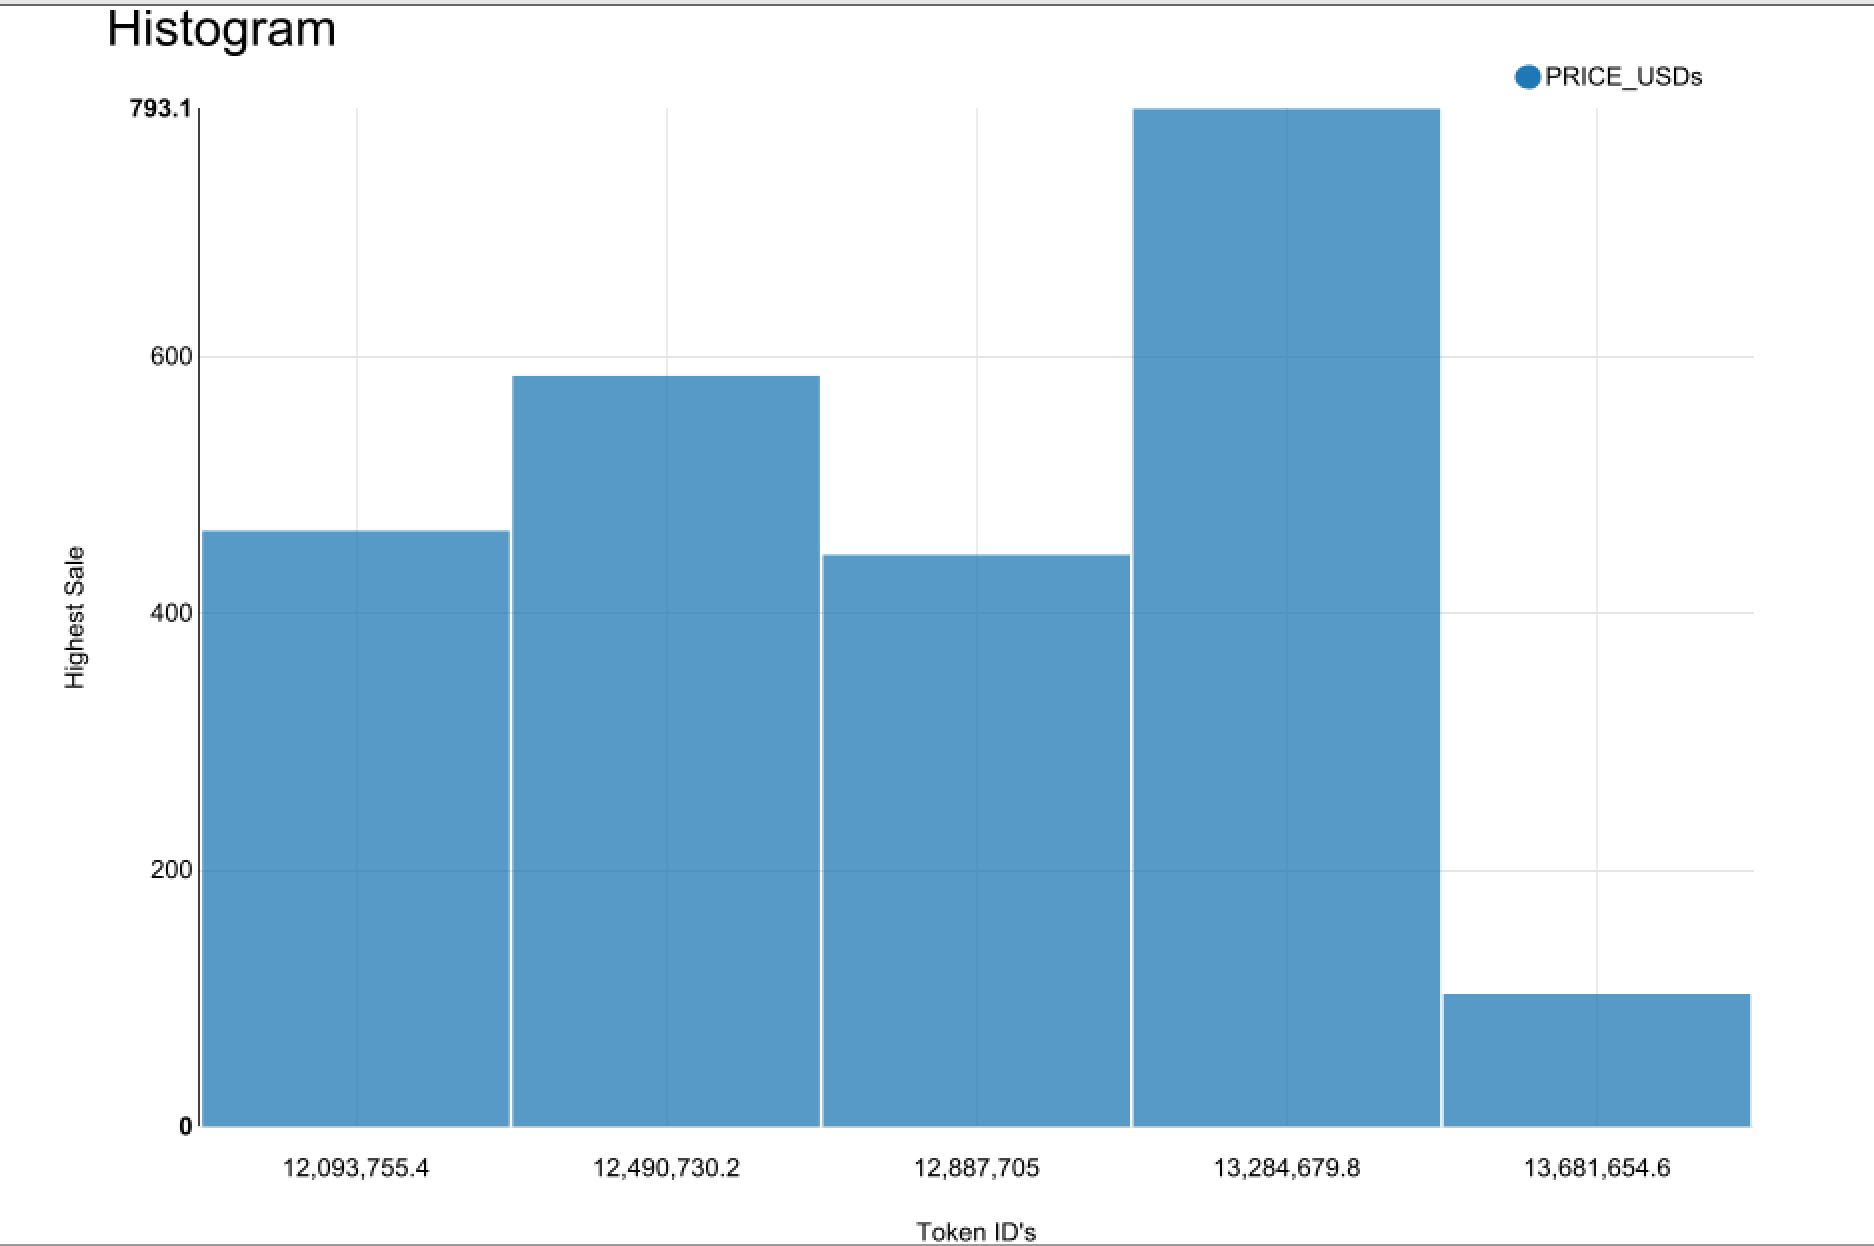 Histogram
PRICE_USDs
793.1
600
400
200
0
Highest Sale
12,093,755.4 12,490,730.2 12,887,705 13,284,679.8 13,681,654.6
Token ID's